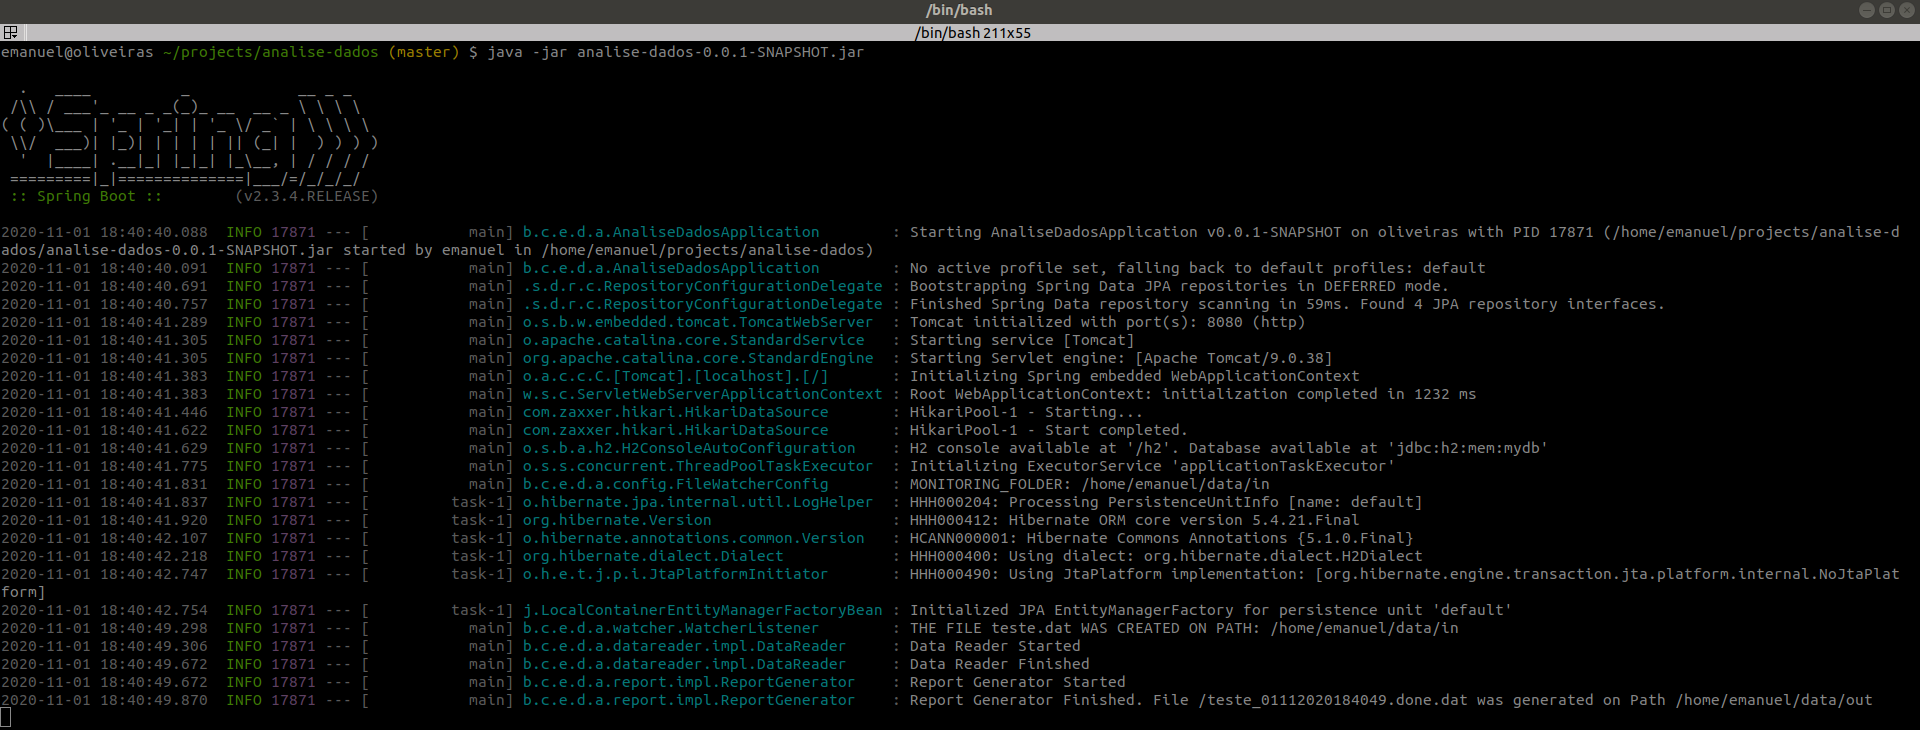 /bin/bash
/bin/bash 211x55
emanuel@oliveiras ~/projects/analise-dados (master) $ java -jar analise-dados-0.0.1-SNAPSHOT.jar
  .   ____          _            __ _ _
 /\\ / ___'_ __ _ _(_)_ __  __ _ \ \ \ \
( ( )\___ | '_ | '_| | '_ \/ _` | \ \ \ \
 \\/  ___)| |_)| | | | | || (_| |  ) ) ) )
  '  |____| .__|_| |_|_| |_\__, | / / / /
 =========|_|==============|___/=/_/_/_/
 :: Spring Boot ::        (v2.3.4.RELEASE)
2020-11-01 18:40:40.088  INFO 17871 --- [           main] b.c.e.d.a.AnaliseDadosApplication        : Starting AnaliseDadosApplication v0.0.1-SNAPSHOT on oliveiras with PID 17871 (/home/emanuel/projects/analise-d
ados/analise-dados-0.0.1-SNAPSHOT.jar started by emanuel in /home/emanuel/projects/analise-dados)
2020-11-01 18:40:40.091  INFO 17871 --- [           main] b.c.e.d.a.AnaliseDadosApplication        : No active profile set, falling back to default profiles: default
2020-11-01 18:40:40.691  INFO 17871 --- [           main] .s.d.r.c.RepositoryConfigurationDelegate : Bootstrapping Spring Data JPA repositories in DEFERRED mode.
2020-11-01 18:40:40.757  INFO 17871 --- [           main] .s.d.r.c.RepositoryConfigurationDelegate : Finished Spring Data repository scanning in 59ms. Found 4 JPA repository interfaces.
2020-11-01 18:40:41.289  INFO 17871 --- [           main] o.s.b.w.embedded.tomcat.TomcatWebServer  : Tomcat initialized with port(s): 8080 (http)
2020-11-01 18:40:41.305  INFO 17871 --- [           main] o.apache.catalina.core.StandardService   : Starting service [Tomcat]
2020-11-01 18:40:41.305  INFO 17871 --- [           main] org.apache.catalina.core.StandardEngine  : Starting Servlet engine: [Apache Tomcat/9.0.38]
2020-11-01 18:40:41.383  INFO 17871 --- [           main] o.a.c.c.C.[Tomcat].[localhost].[/]       : Initializing Spring embedded WebApplicationContext
2020-11-01 18:40:41.383  INFO 17871 --- [           main] w.s.c.ServletWebServerApplicationContext : Root WebApplicationContext: initialization completed in 1232 ms
2020-11-01 18:40:41.446  INFO 17871 --- [           main] com.zaxxer.hikari.HikariDataSource       : HikariPool-1 - Starting...
2020-11-01 18:40:41.622  INFO 17871 --- [           main] com.zaxxer.hikari.HikariDataSource       : HikariPool-1 - Start completed.
2020-11-01 18:40:41.629  INFO 17871 --- [           main] o.s.b.a.h2.H2ConsoleAutoConfiguration    : H2 console available at '/h2'. Database available at 'jdbc:h2:mem:mydb'
2020-11-01 18:40:41.775  INFO 17871 --- [           main] o.s.s.concurrent.ThreadPoolTaskExecutor  : Initializing ExecutorService 'applicationTaskExecutor'
2020-11-01 18:40:41.831  INFO 17871 --- [           main] b.c.e.d.a.config.FileWatcherConfig       : MONITORING_FOLDER: /home/emanuel/data/in
2020-11-01 18:40:41.837  INFO 17871 --- [         task-1] o.hibernate.jpa.internal.util.LogHelper  : HHH000204: Processing PersistenceUnitInfo [name: default]
2020-11-01 18:40:41.920  INFO 17871 --- [         task-1] org.hibernate.Version                    : HHH000412: Hibernate ORM core version 5.4.21.Final
2020-11-01 18:40:42.107  INFO 17871 --- [         task-1] o.hibernate.annotations.common.Version   : HCANN000001: Hibernate Commons Annotations {5.1.0.Final}
2020-11-01 18:40:42.218  INFO 17871 --- [         task-1] org.hibernate.dialect.Dialect            : HHH000400: Using dialect: org.hibernate.dialect.H2Dialect
2020-11-01 18:40:42.747  INFO 17871 --- [         task-1] o.h.e.t.j.p.i.JtaPlatformInitiator       : HHH000490: Using JtaPlatform implementation: [org.hibernate.engine.transaction.jta.platform.internal.NoJtaPlat
form]
2020-11-01 18:40:42.754  INFO 17871 --- [         task-1] j.LocalContainerEntityManagerFactoryBean : Initialized JPA EntityManagerFactory for persistence unit 'default'
2020-11-01 18:40:49.298  INFO 17871 --- [           main] b.c.e.d.a.watcher.WatcherListener        : THE FILE teste.dat WAS CREATED ON PATH: /home/emanuel/data/in
2020-11-01 18:40:49.306  INFO 17871 --- [           main] b.c.e.d.a.datareader.impl.DataReader     : Data Reader Started
2020-11-01 18:40:49.672  INFO 17871 --- [           main] b.c.e.d.a.datareader.impl.DataReader     : Data Reader Finished
2020-11-01 18:40:49.672  INFO 17871 --- [           main] b.c.e.d.a.report.impl.ReportGenerator    : Report Generator Started
2020-11-01 18:40:49.870  INFO 17871 --- [           main] b.c.e.d.a.report.impl.ReportGenerator    : Report Generator Finished. File /teste_01112020184049.done.dat was generated on Path /home/emanuel/data/out